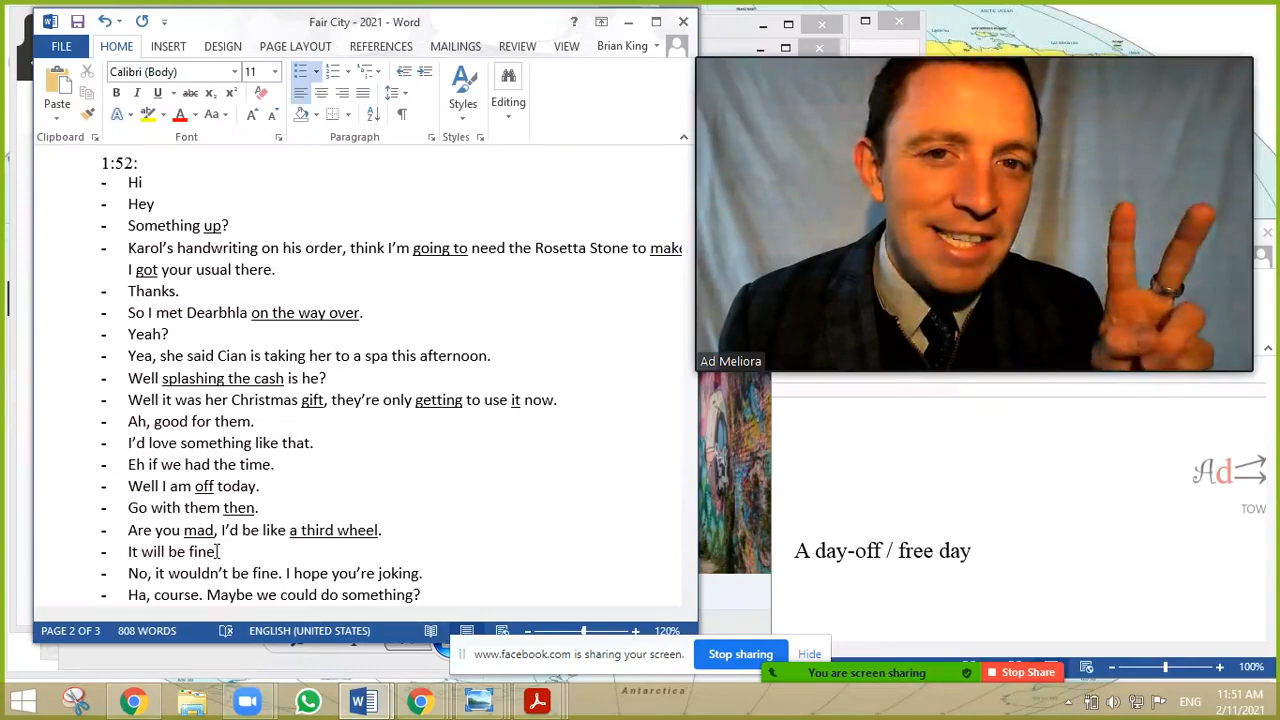 Fair City - 2021 - Word
?
FILE
HOME
INSERT
DESIGN
PAGE LAYOUT
REFERENCES
MAILINGS
REVIEW
VIEW
Brian King
Calibri (Body)
11
Paste
B I U abc x₂ x²
A A Aa A A
Styles
Editing
Clipboard
Font
Paragraph
Styles
1:52:
- Hi
- Hey
- Something up?
- Karol's handwriting on his order, think I'm going to need the Rosetta Stone to make
I got your usual there.
- Thanks.
- So I met Dearbhla on the way over.
- Yeah?
- Yea, she said Cian is taking her to a spa this afternoon.
- Well splashing the cash is he?
- Well it was her Christmas gift, they're only getting to use it now.
- Ah, good for them.
- I'd love something like that.
- Eh if we had the time.
- Well I am off today.
- Go with them then.
- Are you mad, I'd be like a third wheel.
- It will be fine
- No, it wouldn't be fine. I hope you're joking.
- Ha, course. Maybe we could do something?
PAGE 2 OF 3
808 WORDS
ENGLISH (UNITED STATES)
120%
ARCTIC OCEAN
Ad Meliora
Ad
TOW
A day-off / free day
www.facebook.com is sharing your screen.
Stop sharing
Hide
You are screen sharing
Stop Share
100%
Antarctica
ENG
11:51 AM
2/11/2021